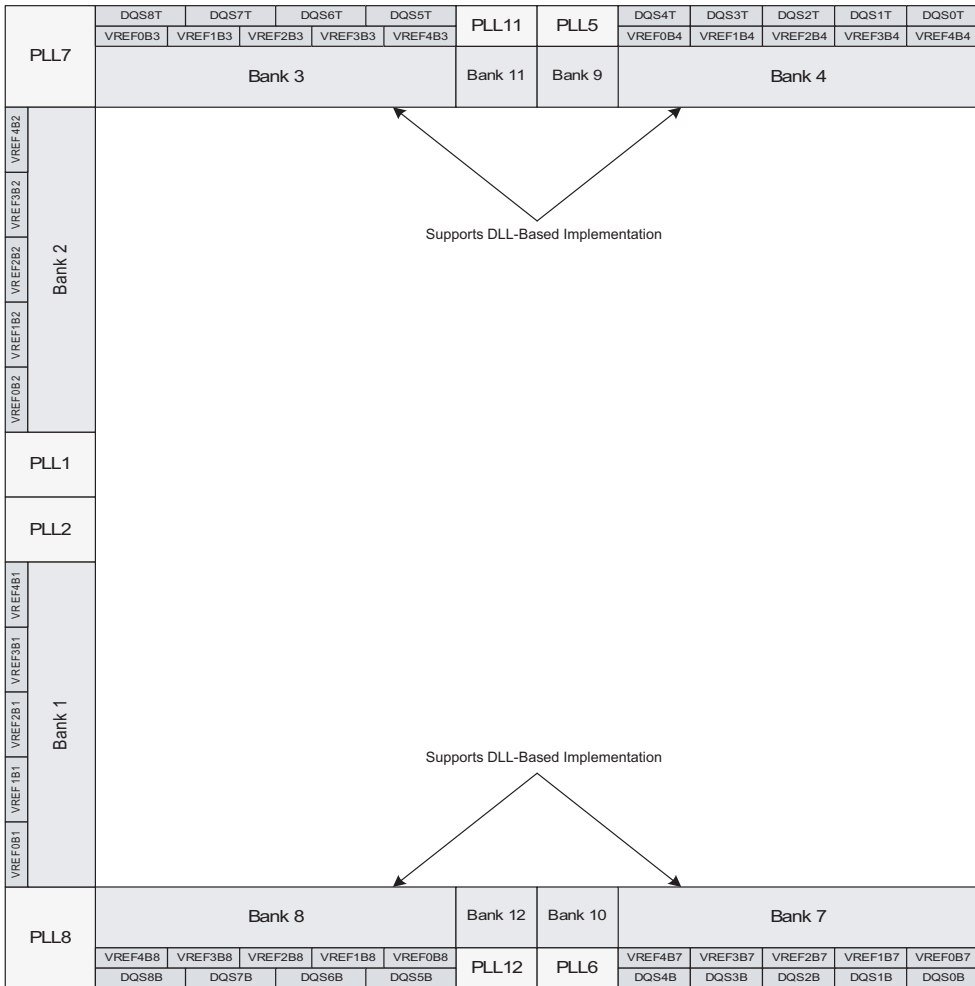 DQS8T DQS7T DQS6T DQS5T PLL11 PLL5 DQS4T DQS3T DQS2T DQS1T DQS0T
PLL7 VREF0B3 VREF1B3 VREF2B3 VREF3B3 VREF4B3 VREF0B4 VREF1B4 VREF2B4 VREF3B4 VREF4B4
Bank 3 Bank 11 Bank 9 Bank 4
VREF4B2
VREF3B2
VREF2B2
VREF1B2
VREF0B2
Bank 2
Supports DLL-Based Implementation
PLL1
PLL2
VREF4B1
VREF3B1
VREF2B1
VREF1B1
VREF0B1
Bank 1
Supports DLL-Based Implementation
PLL8 Bank 8 Bank 12 Bank 10 Bank 7
VREF4B8 VREF3B8 VREF2B8 VREF1B8 VREF0B8 PLL12 PLL6 VREF4B7 VREF3B7 VREF2B7 VREF1B7 VREF0B7
DQS8B DQS7B DQS6B DQS5B DQS4B DQS3B DQS2B DQS1B DQS0B